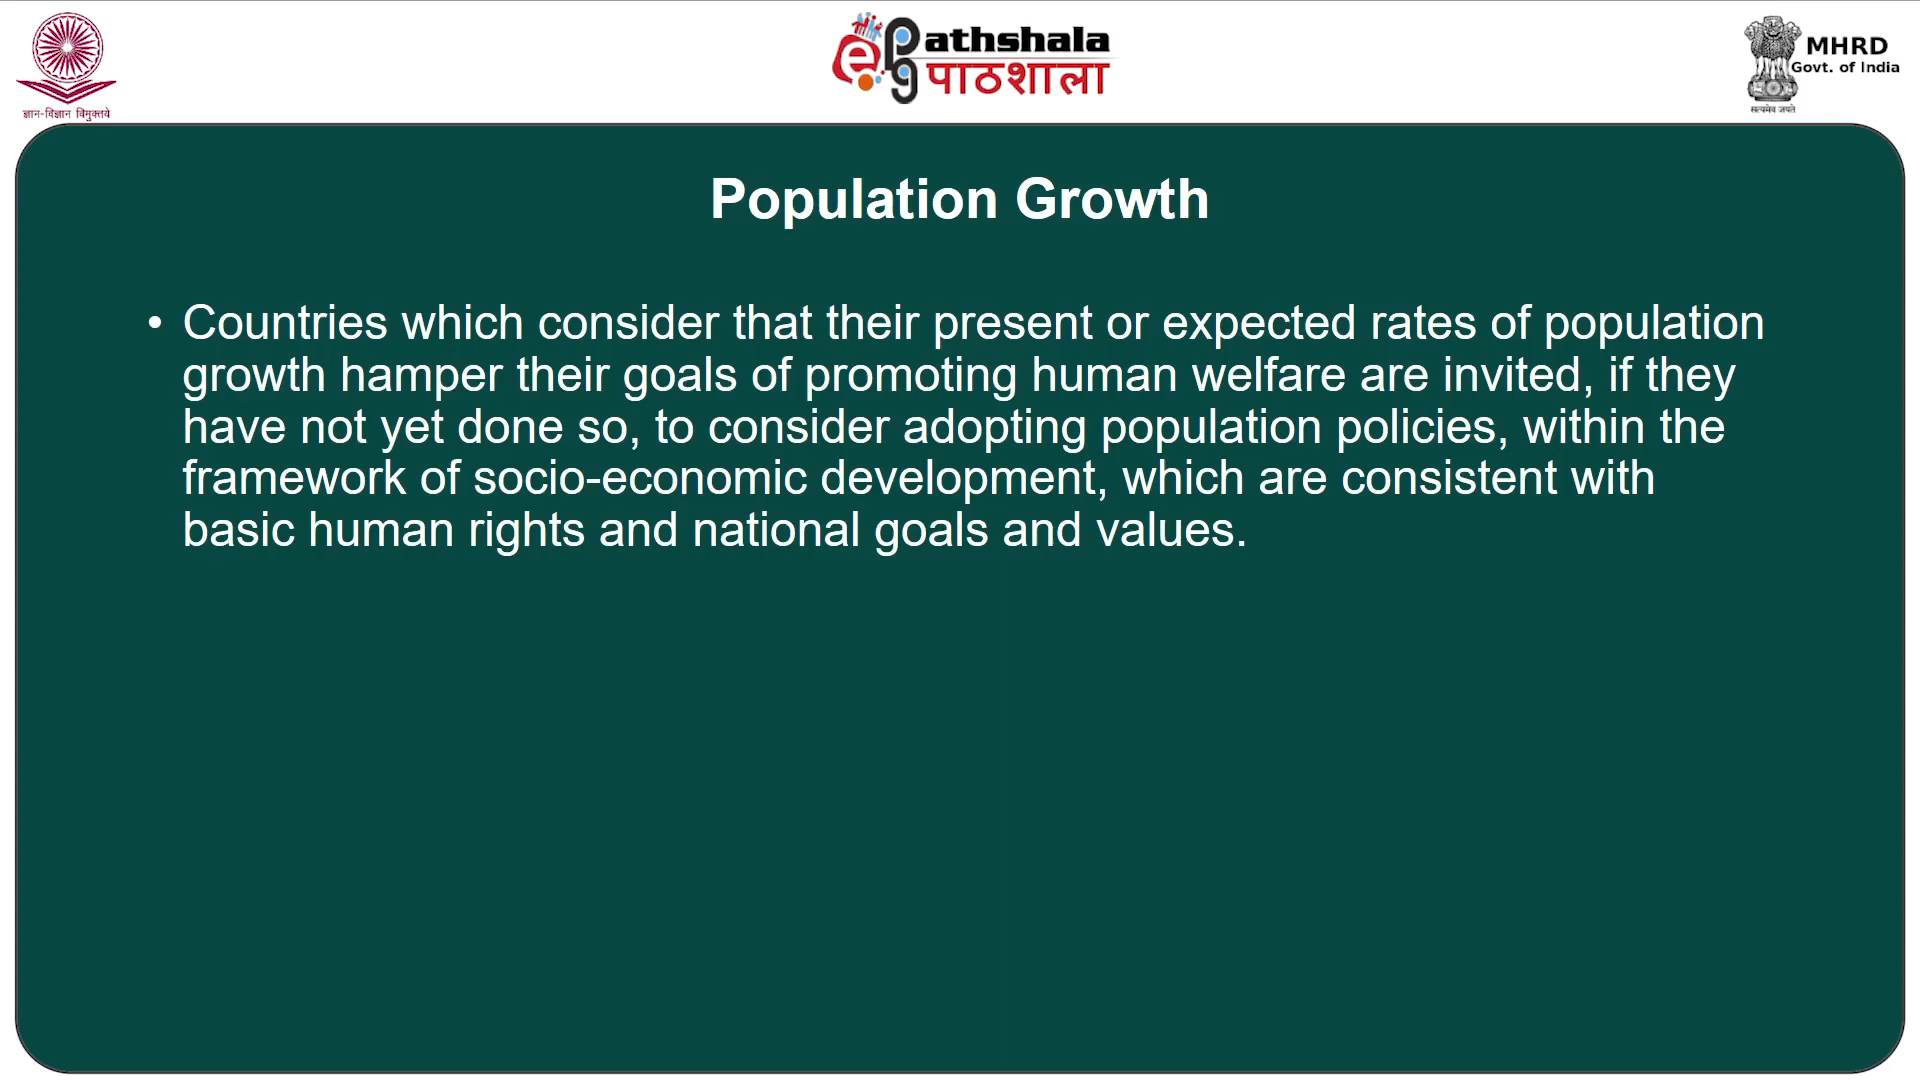 ज्ञान-विज्ञान विमुक्तये
e PG athshala
पाठशाला
MHRD
Govt. of India
सत्यमेव जयते
Population Growth
• Countries which consider that their present or expected rates of population
growth hamper their goals of promoting human welfare are invited, if they
have not yet done so, to consider adopting population policies, within the
framework of socio-economic development, which are consistent with
basic human rights and national goals and values.